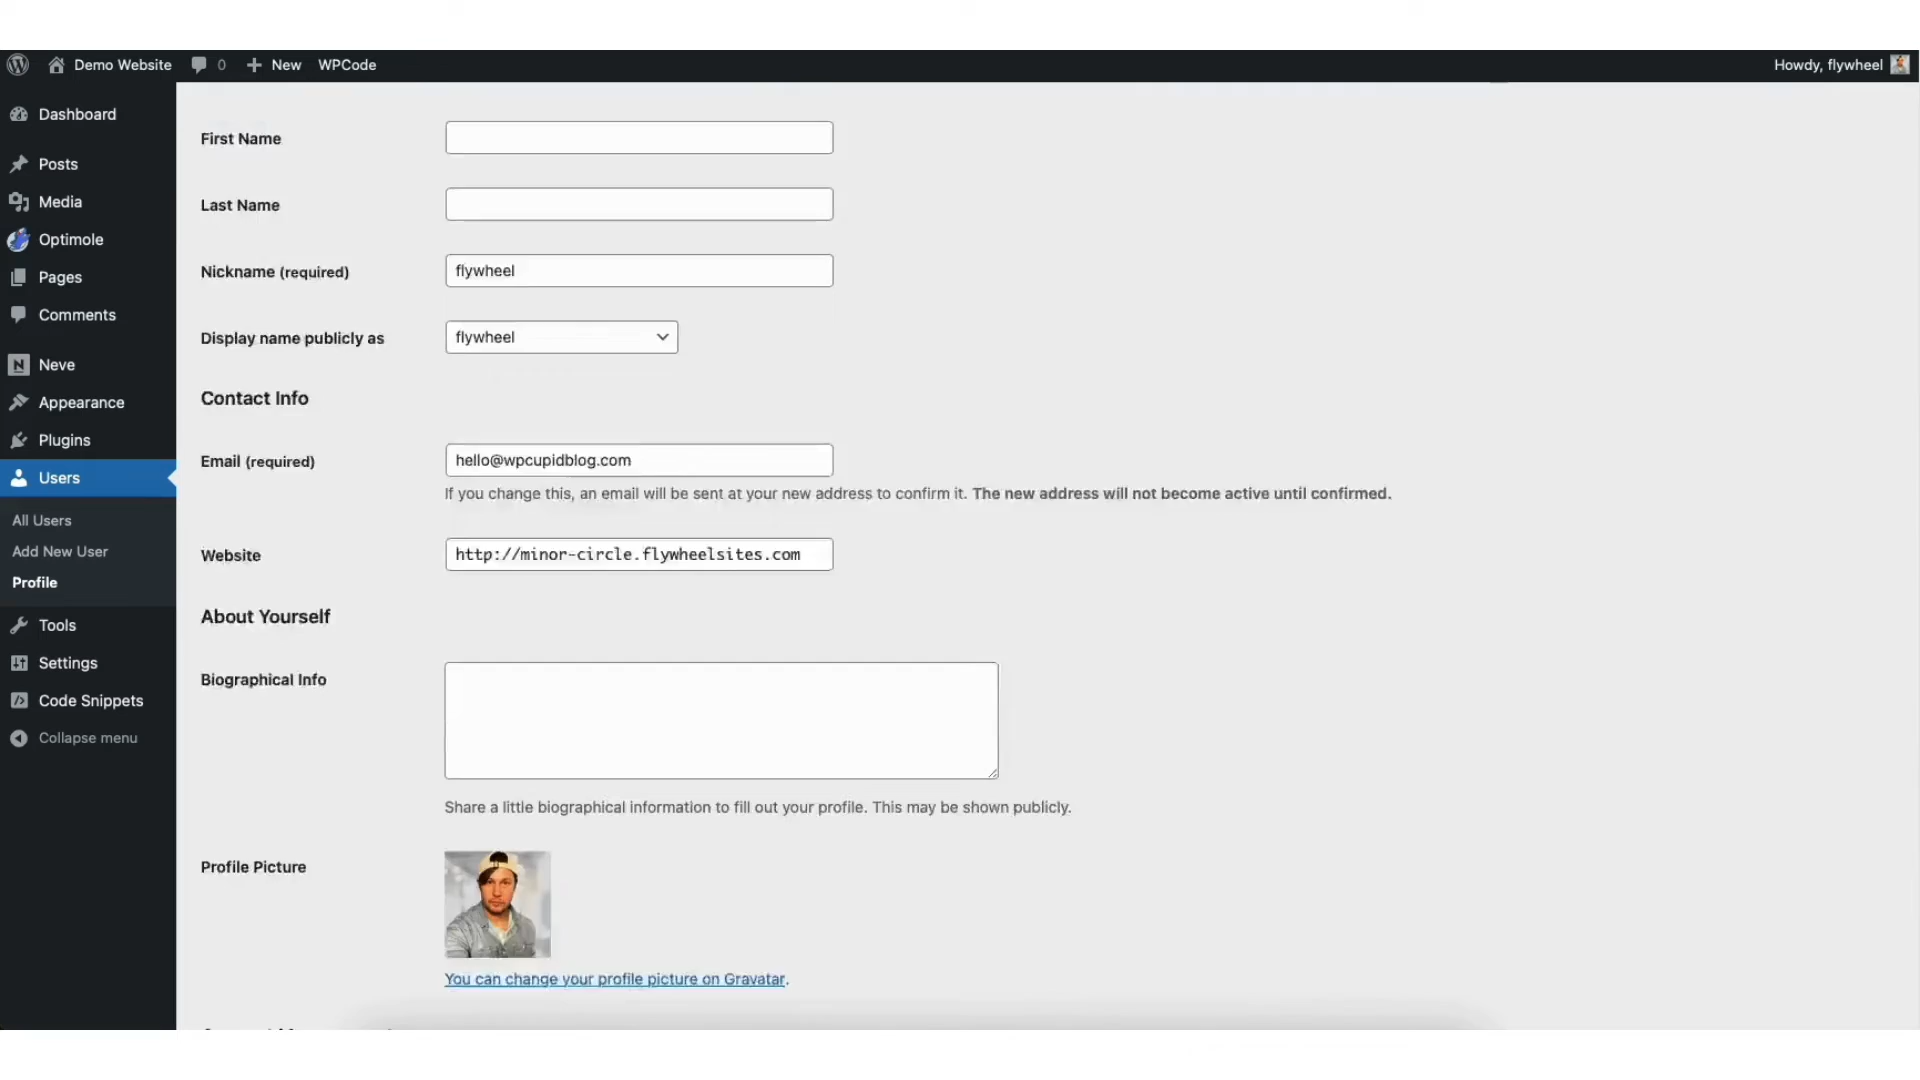 Demo Website 0 New WPCode Howdy, flywheel
Dashboard
Posts
Media
Optimole
Pages
Comments
Neve
Appearance
Plugins
Users
All Users
Add New User
Profile
Tools
Settings
Code Snippets
Collapse menu
First Name
Last Name
Nickname (required) flywheel
Display name publicly as flywheel
Contact Info
Email (required) hello@wpcupidblog.com
If you change this, an email will be sent at your new address to confirm it. The new address will not become active until confirmed.
Website http://minor-circle.flywheelsites.com
About Yourself
Biographical Info
Share a little biographical information to fill out your profile. This may be shown publicly.
Profile Picture
You can change your profile picture on Gravatar.